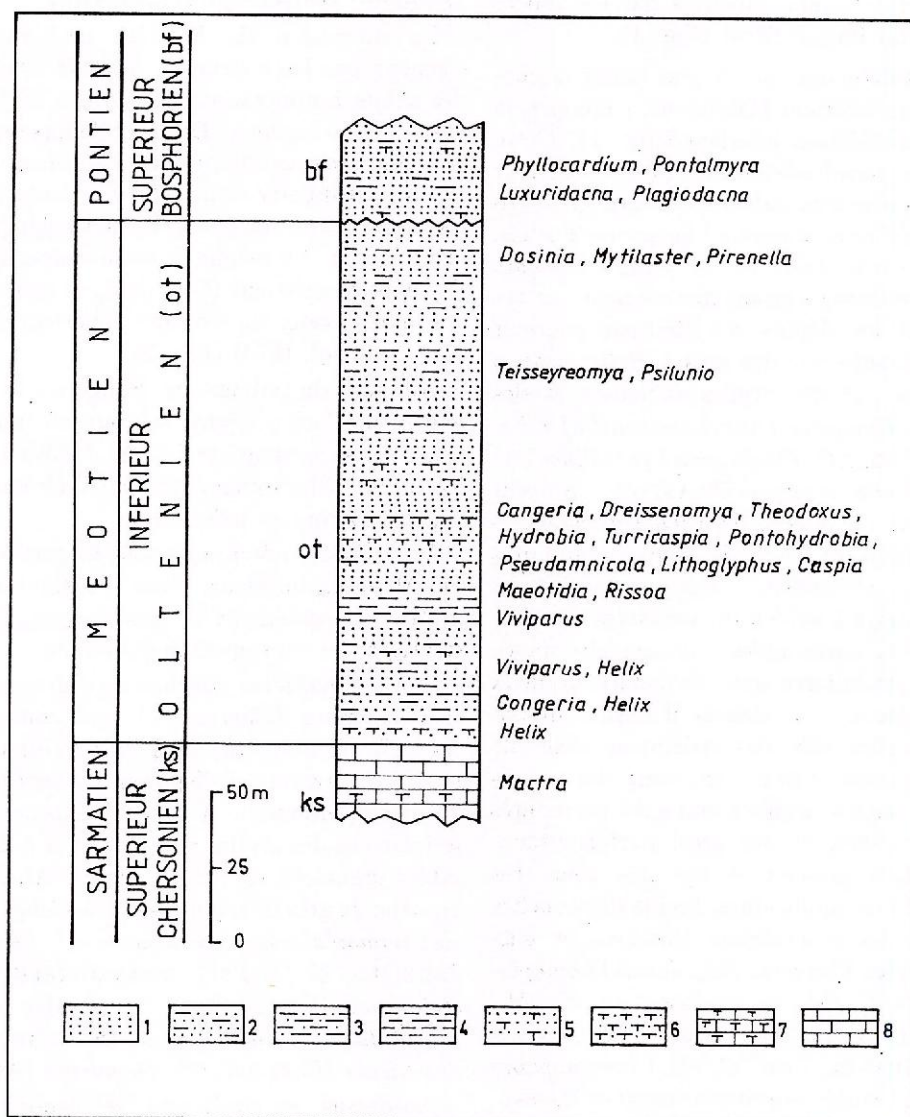 PONTIEN
SUPERIEUR
BOSPHORIEN (bf)
bf
Phyllocardium, Pontalmyra
Luxuridacna, Plagiodacna
MEOTIEN
INFERIEUR
OLTENIEN (ot)
ot
Dosinia, Mytilaster, Pirenella
Teisseyreomya, Psilunio
Cangeria, Dreissenomya, Theodoxus,
Hydrobia, Turricaspia, Pontohydrobia,
Pseudamnicola, Lithoglyphus, Caspia
Maeotidia, Rissoa
Viviparus
Viviparus, Helix
Congeria, Helix
Helix
SARMATIEN
SUPERIEUR
CHERSONIEN (ks)
ks
Mactra
50m
25
0
1 2 3 4 5 6 7 8